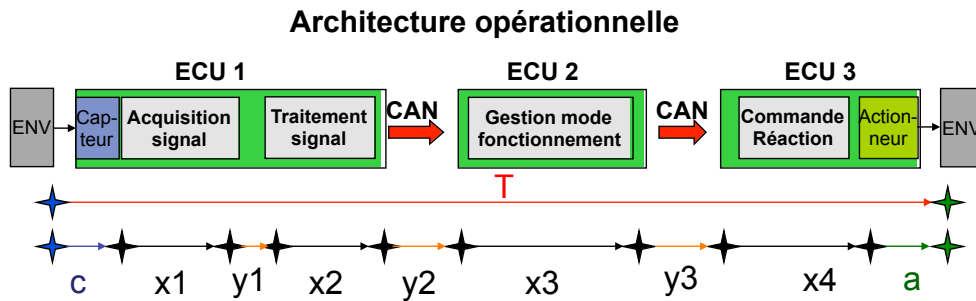 Architecture opérationnelle
ECU 1
ECU 2
ECU 3
ENV
Cap-
teur
Acquisition
signal
Traitement
signal
CAN
Gestion mode
fonctionnement
CAN
Commande
Réaction
Action-
neur
ENV
T
c
x1
y1
x2
y2
x3
y3
x4
a